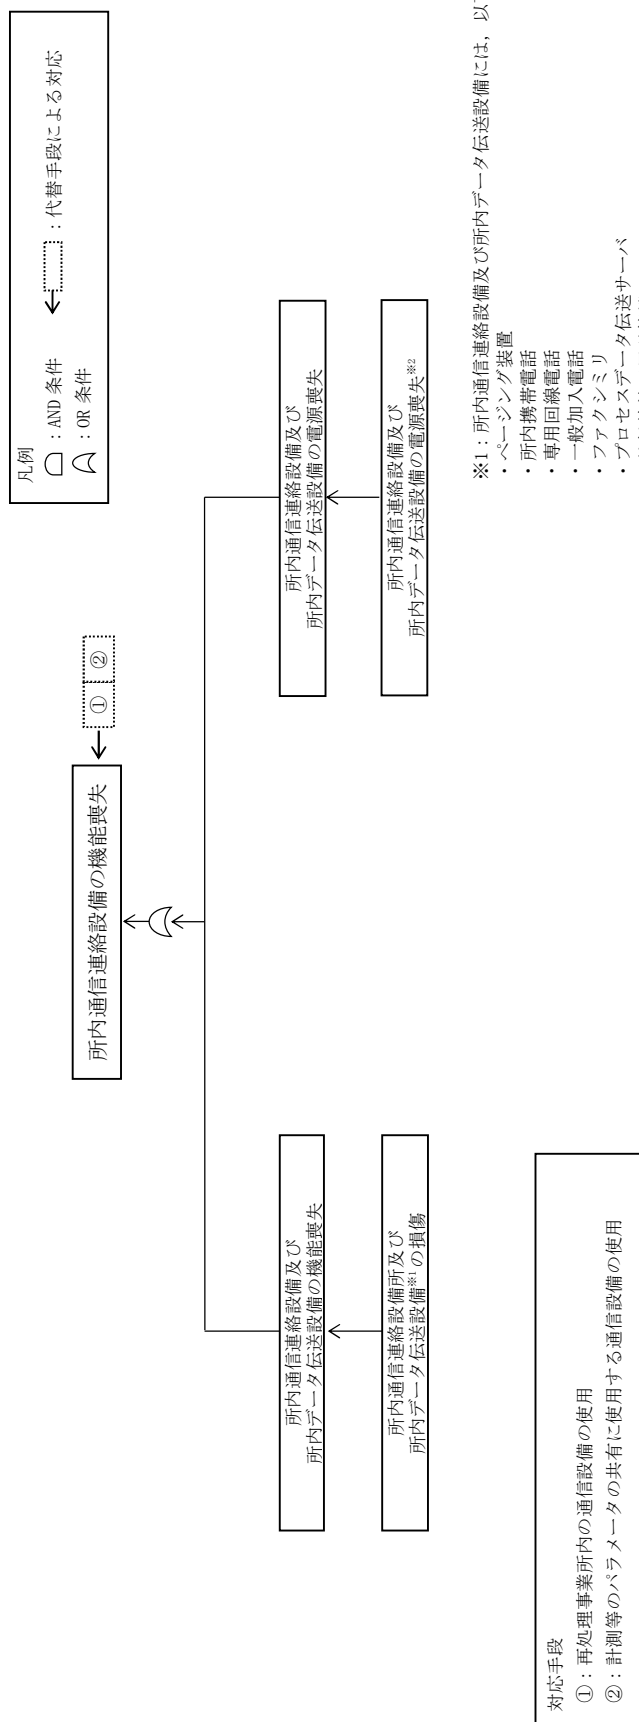 凡例
：AND 条件
：OR 条件
：代替手段による対応
① ②
所内通信連絡設備の機能喪失
所内通信連絡設備及び
所内データ伝送設備の機能喪失
所内通信連絡設備所及び
所内データ伝送設備※1の損傷
所内通信連絡設備及び
所内データ伝送設備の電源喪失
所内通信連絡設備及び
所内データ伝送設備の電源喪失※2
対応手段
①：再処理事業所内の通信設備の使用
②：計測等のパラメータの共有に使用する通信設備の使用
※1：所内通信連絡設備及び所内データ伝送設備には，以
・ページング装置
・所内携帯電話
・専用回線電話
・一般加入電話
・ファクシミリ
・プロセスデータ伝送サーバ